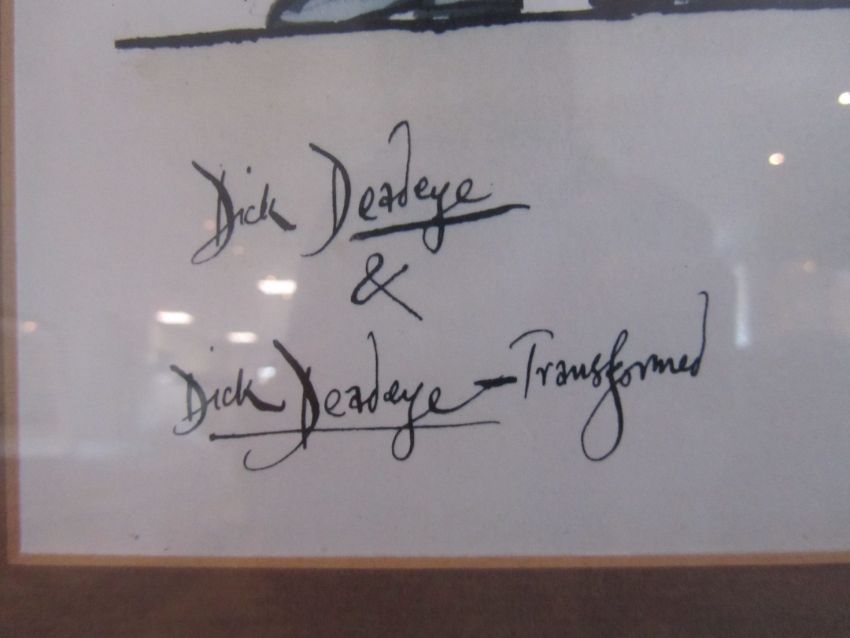 Dick Deadeye
&
Dick Deadeye - Transformed